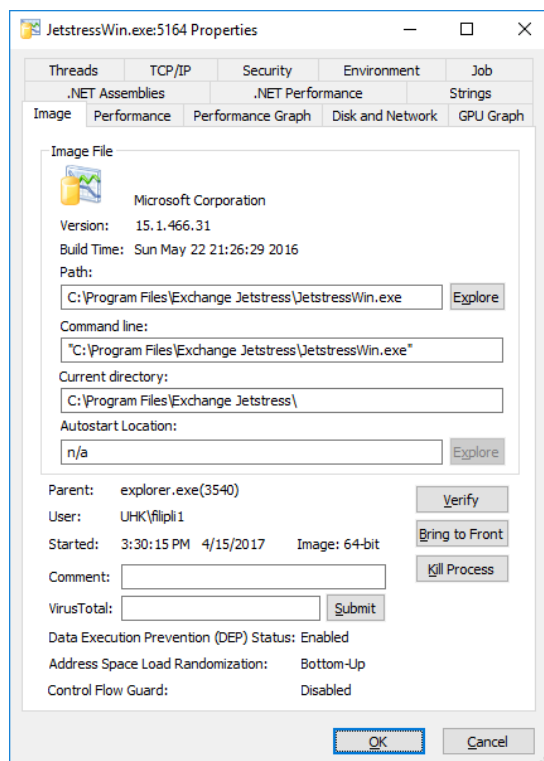 JetstressWin.exe:5164 Properties
Threads TCP/IP Security Environment Job
.NET Assemblies .NET Performance Strings
Image Performance Performance Graph Disk and Network GPU Graph
Image File
Microsoft Corporation
Version: 15.1.466.31
Build Time: Sun May 22 21:26:29 2016
Path:
C:\Program Files\Exchange Jetstress\JetstressWin.exe Explore
Command line:
"C:\Program Files\Exchange Jetstress\JetstressWin.exe"
Current directory:
C:\Program Files\Exchange Jetstress\
Autostart Location:
n/a Explore
Parent: explorer.exe(3540) Verify
User: UHK\filipli1
Started: 3:30:15 PM 4/15/2017 Image: 64-bit Bring to Front
Comment: Kill Process
VirusTotal: Submit
Data Execution Prevention (DEP) Status: Enabled
Address Space Load Randomization: Bottom-Up
Control Flow Guard: Disabled
OK Cancel